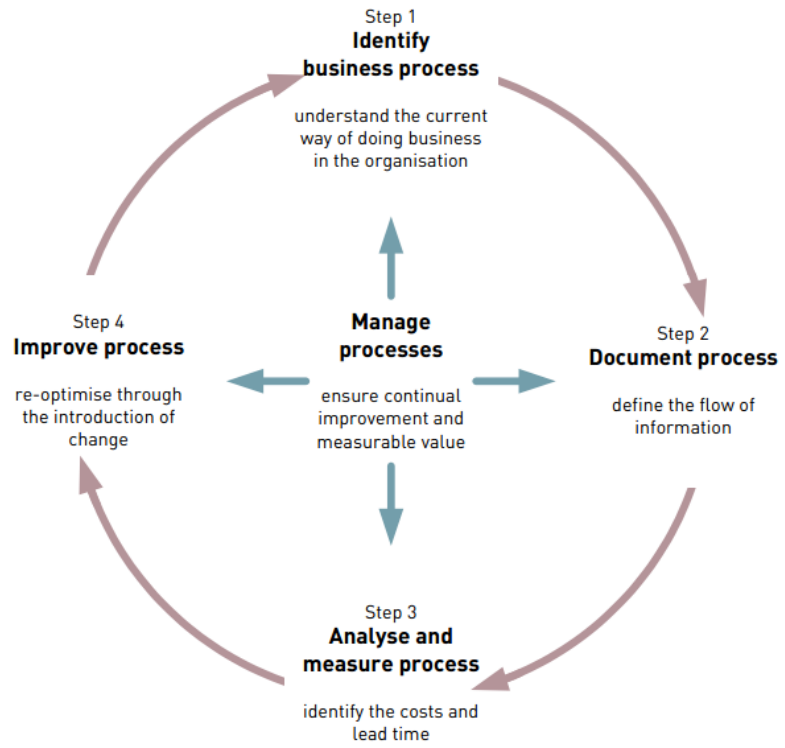 Step 1
Identify
business process
understand the current
way of doing business
in the organisation
Step 2
Document process
define the flow of
information
Step 3
Analyse and
measure process
identify the costs and
lead time
Step 4
Improve process
re-optimise through
the introduction of
change
Manage
processes
ensure continual
improvement and
measurable value